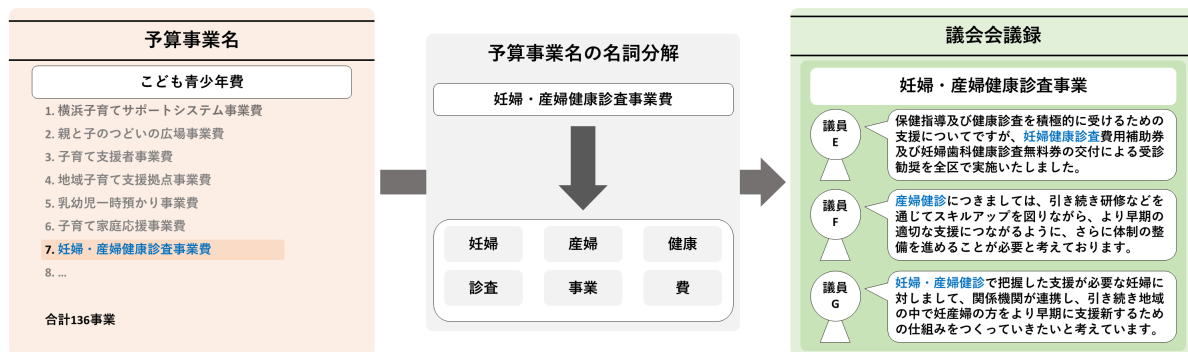 予算事業名
こども青少年費
1. 横浜子育てサポートシステム事業費
2. 親と子のつどいの広場事業費
3. 子育て支援者事業費
4. 地域子育て支援拠点事業費
5. 乳幼児一時預かり事業費
6. 子育て家庭応援事業費
7. 妊婦・産婦健康診査事業費
8. ...
合計136事業
予算事業名の名詞分解
妊婦・産婦健康診査事業費
妊婦
産婦
健康
診査
事業
費
議会会議録
妊婦・産婦健康診査事業
議員
E
保健指導及び健康診査を積極的に受けるための
支援についてですが、妊婦健康診査費用補助券
及び妊婦歯科健康診査無料券の交付による受診
勧奨を全区で実施いたしました。
議員
F
産婦健診につきましては、引き続き研修などを
通じてスキルアップを図りながら、より早期の
適切な支援につながるように、さらに体制の整
備を進めることが必要と考えております。
議員
G
妊婦・産婦健診で把握した支援が必要な妊婦に
対しまして、関係機関が連携し、引き続き地域
の中で妊産婦の方をより早期に支援新するため
の仕組みをつくっていきたいと考えています。